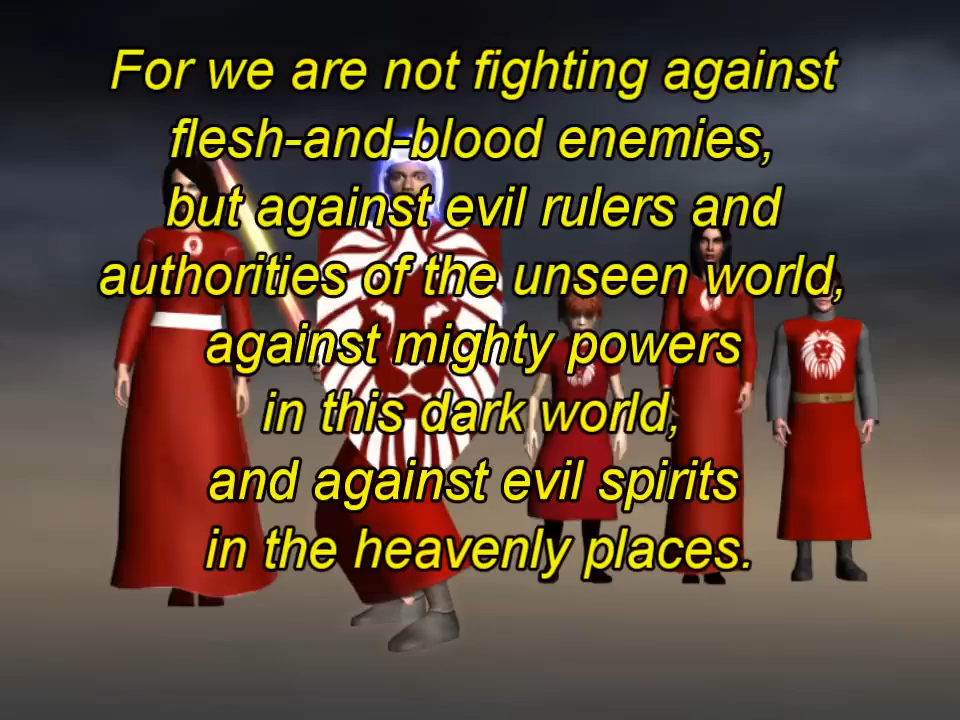 For we are not fighting against
flesh-and-blood enemies,
but against evil rulers and
authorities of the unseen world,
against mighty powers
in this dark world,
and against evil spirits
in the heavenly places.